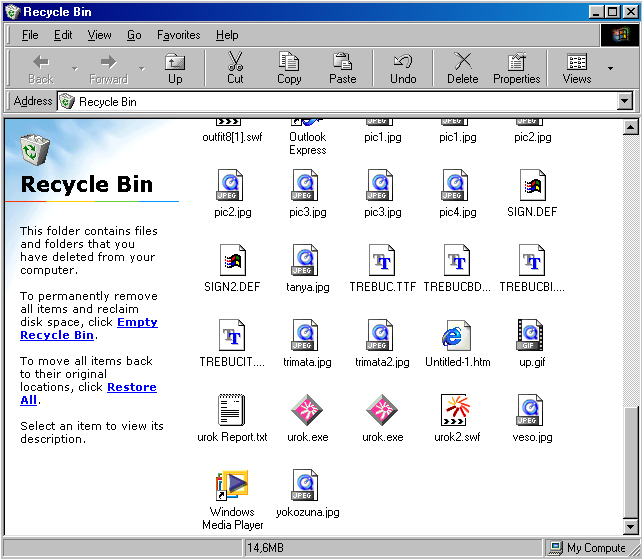 Recycle Bin
File Edit View Go Favorites Help
Back Forward Up Cut Copy Paste Undo Delete Properties Views
Address Recycle Bin
outfit8[1].swf Outlook Express pic1.jpg pic1.jpg pic2.jpg
Recycle Bin
pic2.jpg pic3.jpg pic3.jpg pic4.jpg SIGN.DEF
This folder contains files
and folders that you
have deleted from your
computer.
SIGN2.DEF tanya.jpg TREBUC.TTF TREBUCBD... TREBUCBI....
To permanently remove
all items and reclaim
disk space, click Empty
Recycle Bin.
To move all items back
to their original
locations, click Restore
All.
TREBUCIT.... trimata.jpg trimata2.jpg Untitled-1.htm up.gif
Select an item to view its
description.
urok Report.txt urok.exe urok.exe urok2.swf veso.jpg
Windows Media Player yokozuna.jpg
14,6MB My Compute